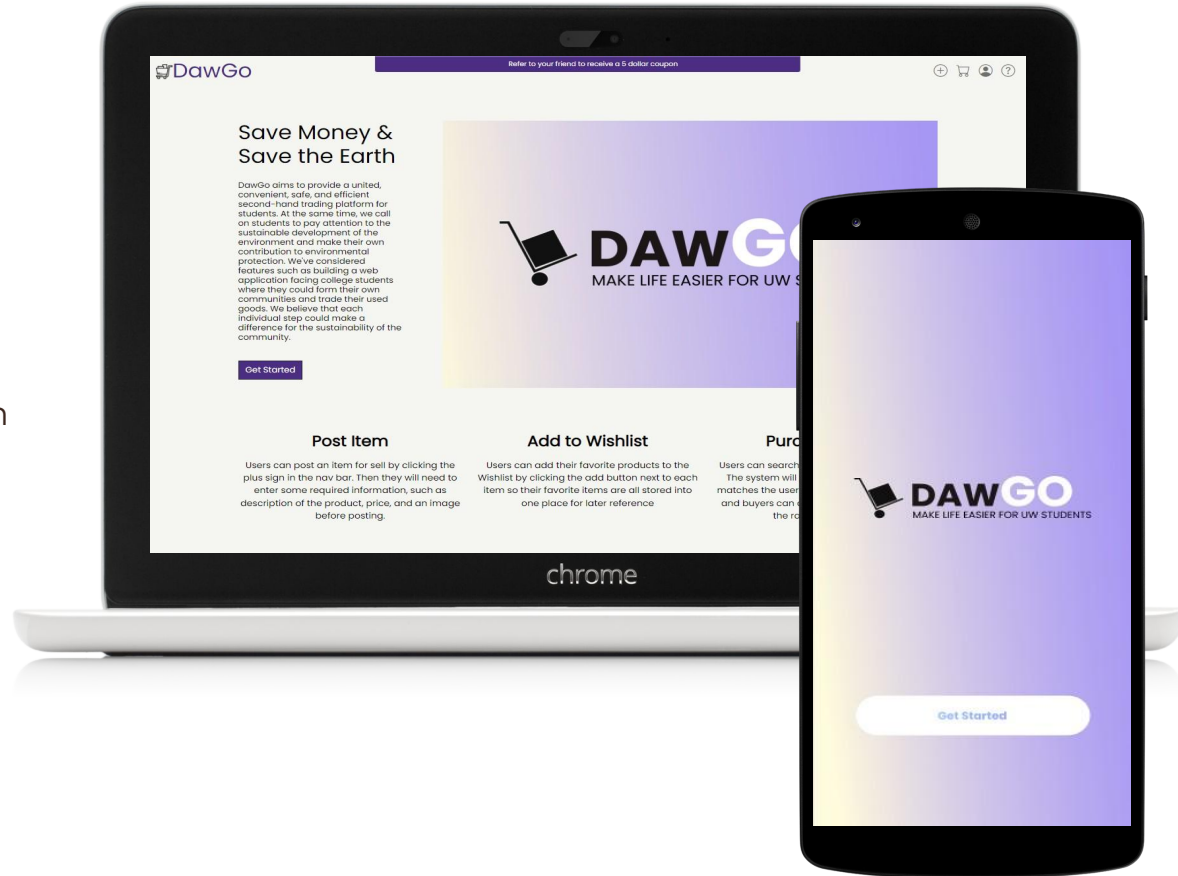 DawGo
Refer to your friend to receive a 5 dollar coupon
Save Money &
Save the Earth
DawGo aims to provide a united,
convenient, safe, and efficient
second-hand trading platform for
students. At the same time, we call
on students to pay attention to the
sustainable development of the
environment and make their own
contribution to environmental
protection. We've considered
features such as building a web
application facing college students
where they could form their own
communities and trade their used
goods. We believe that each
individual step could make a
difference for the sustainability of the
community.
Get Started
DAWG
MAKE LIFE EASIER FOR UW
Post Item
Users can post an item for sell by clicking the
plus sign in the nav bar. Then they will need to
enter some required information, such as
description of the product, price, and an image
before posting.
Add to Wishlist
Users can add their favorite products to the
Wishlist by clicking the add button next to each
item so their favorite items are all stored into
one place for later reference
Users can search
The system will
matches the user
and buyers can
the
chrome
DAWGO
MAKE LIFE EASIER FOR UW STUDENTS
Get Started